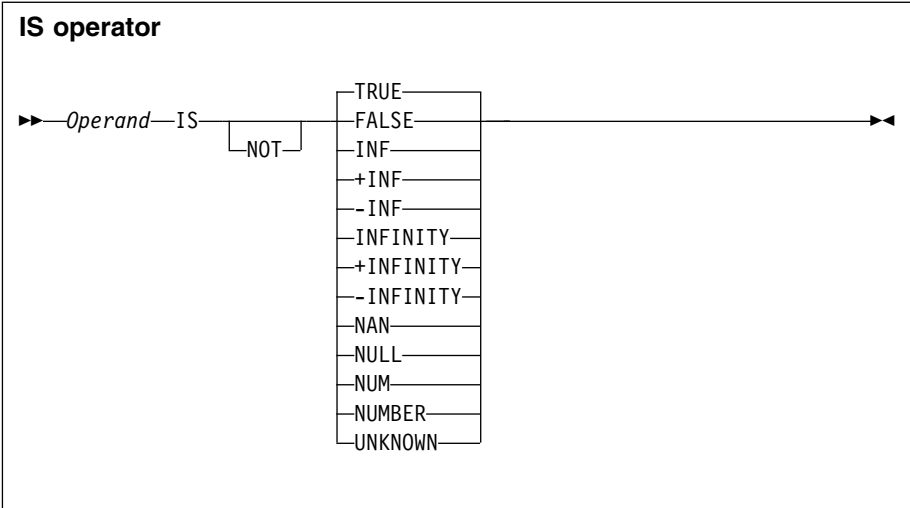 IS operator
TRUE
Operand IS FALSE
NOT INF
+INF
-INF
INFINITY
+INFINITY
-INFINITY
NAN
NULL
NUM
NUMBER
UNKNOWN